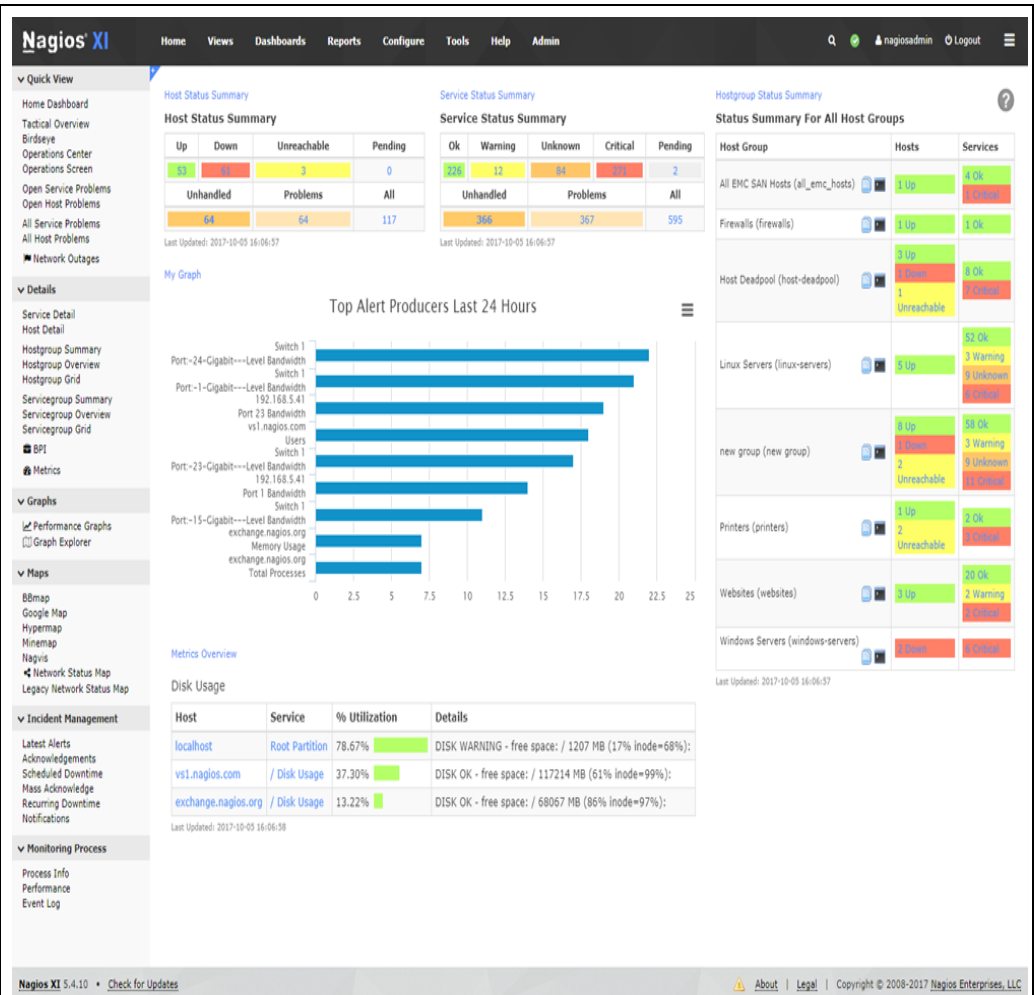 Nagios XI
Home Views Dashboards Reports Configure Tools Help Admin
nagiosadmin Logout
Quick View
Home Dashboard
Tactical Overview
Birdseye
Operations Center
Operations Screen
Open Service Problems
Open Host Problems
All Service Problems
All Host Problems
Network Outages
Details
Service Detail
Host Detail
Hostgroup Summary
Hostgroup Overview
Hostgroup Grid
Servicegroup Summary
Servicegroup Overview
Servicegroup Grid
BPI
Metrics
Graphs
Performance Graphs
Graph Explorer
Maps
BBmap
Google Map
Hypermap
Minemap
Nagvis
Network Status Map
Legacy Network Status Map
Incident Management
Latest Alerts
Acknowledgements
Scheduled Downtime
Mass Acknowledge
Recurring Downtime
Notifications
Monitoring Process
Process Info
Performance
Event Log
Host Status Summary
Host Status Summary
Up Down Unreachable Pending
53 61 3 0
Unhandled Problems All
64 64 117
Last Updated: 2017-10-05 16:06:57
Service Status Summary
Service Status Summary
Ok Warning Unknown Critical Pending
226 12 84 271 2
Unhandled Problems All
366 367 595
Last Updated: 2017-10-05 16:06:57
My Graph
Top Alert Producers Last 24 Hours
Switch 1
Port:-24-Gigabit---Level Bandwidth
Switch 1
Port:-1-Gigabit---Level Bandwidth
192.168.5.41
Port 23 Bandwidth
vs1.nagios.com
Users
Switch 1
Port:-23-Gigabit---Level Bandwidth
192.168.5.41
Port 1 Bandwidth
Switch 1
Port:-15-Gigabit---Level Bandwidth
exchange.nagios.org
Memory Usage
exchange.nagios.org
Total Processes
0 2.5 5 7.5 10 12.5 15 17.5 20 22.5 25
Metrics Overview
Disk Usage
Host Service % Utilization Details
localhost Root Partition 78.67% DISK WARNING - free space: / 1207 MB (17% inode=68%):
vs1.nagios.com / Disk Usage 37.30% DISK OK - free space: / 117214 MB (61% inode=99%):
exchange.nagios.org / Disk Usage 13.22% DISK OK - free space: / 68067 MB (86% inode=97%):
Last Updated: 2017-10-05 16:06:58
Hostgroup Status Summary
?
Status Summary For All Host Groups
Host Group Hosts Services
All EMC SAN Hosts (all_emc_hosts) 1 Up 4 Ok
1 Critical
Firewalls (firewalls) 1 Up 1 Ok
Host Deadpool (host-deadpool) 3 Up
1 Down
1
Unreachable
8 Ok
7 Critical
Linux Servers (linux-servers) 5 Up 52 Ok
3 Warning
9 Unknown
6 Critical
new group (new group) 8 Up
1 Down
2
Unreachable
58 Ok
3 Warning
9 Unknown
11 Critical
Printers (printers) 1 Up
2
Unreachable
2 Ok
3 Critical
Websites (websites) 3 Up 20 Ok
2 Warning
2 Critical
Windows Servers (windows-servers) 2 Down 6 Critical
Last Updated: 2017-10-05 16:06:57
Nagios XI 5.4.10 • Check for Updates
About | Legal | Copyright © 2008-2017 Nagios Enterprises, LLC